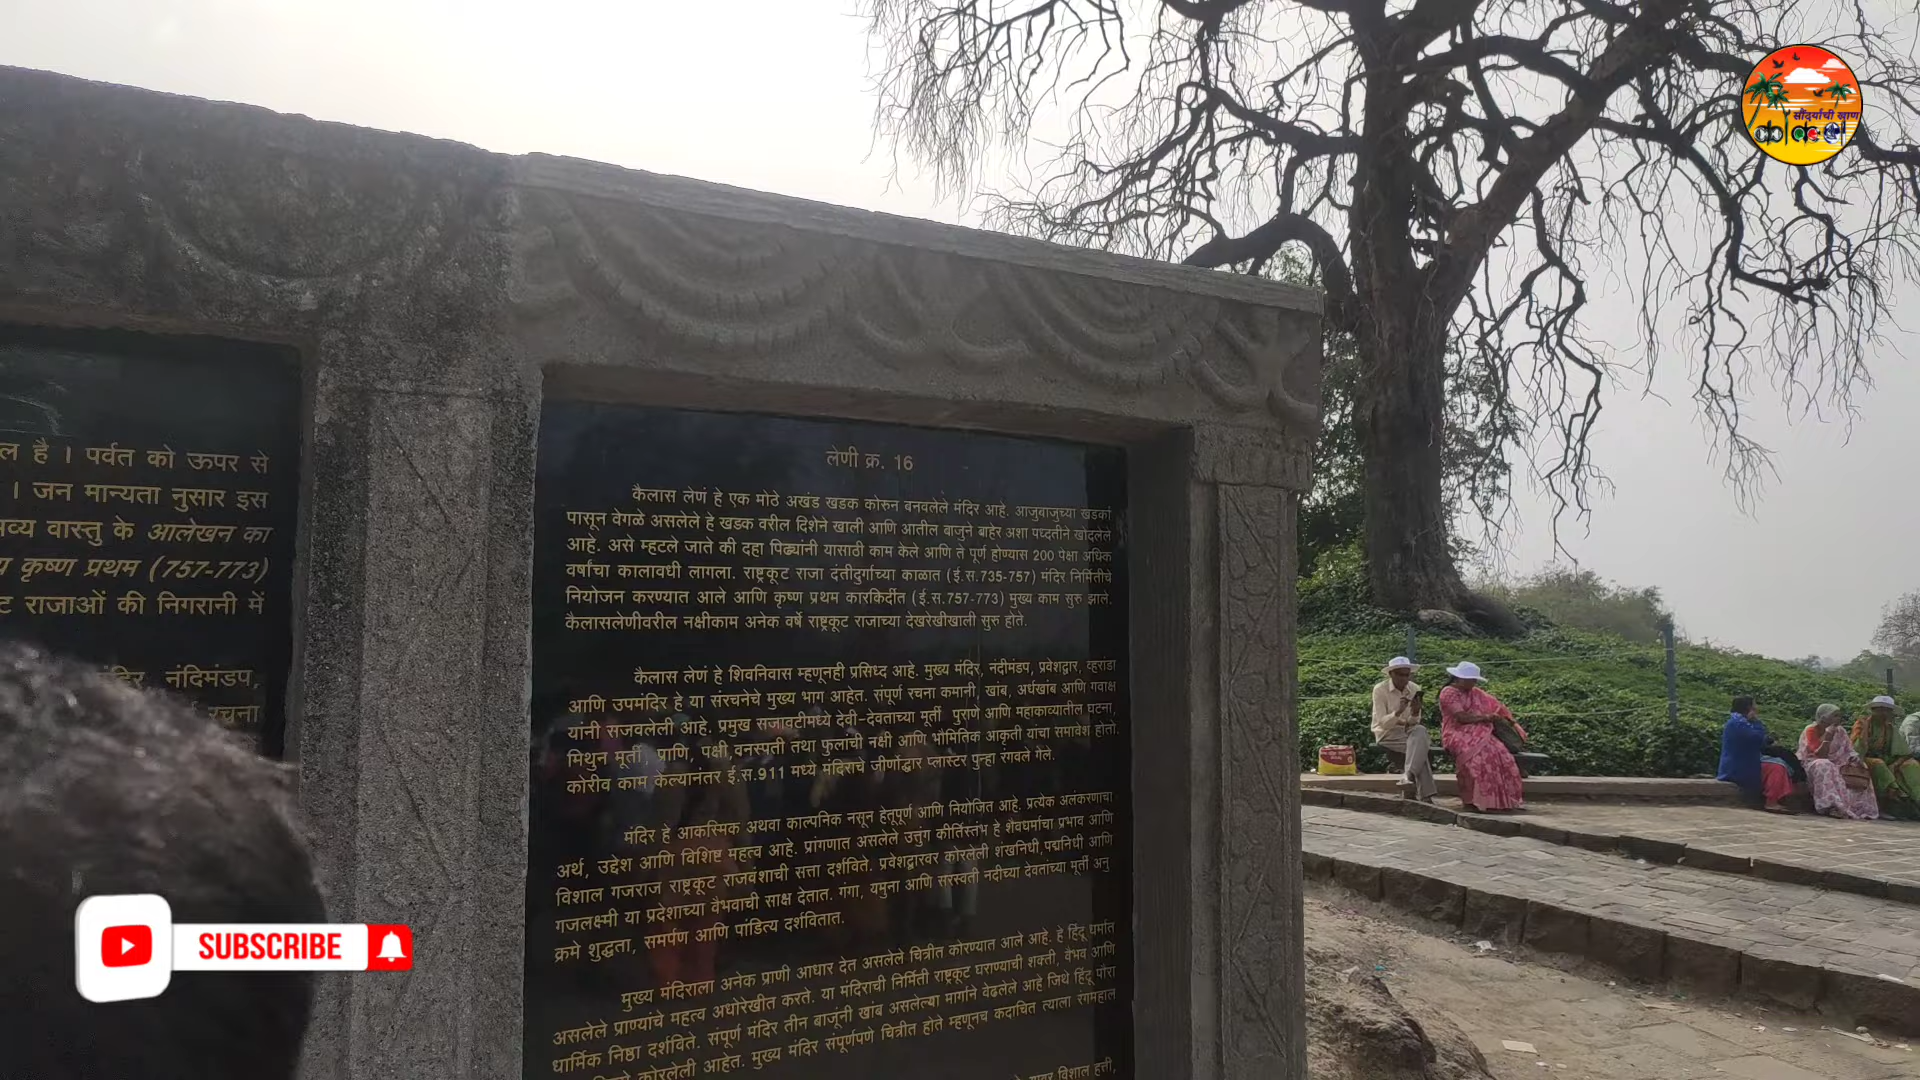 ल है । पर्वत को ऊपर से
। जन मान्यता नुसार इस
भव्य वास्तु के आलेखन का
कृष्ण प्रथम (757-773)
राजाओं की निगरानी में
नंदिमंडप,
रचना
लेणी क्र. 16
कैलास लेणं हे एक मोठे अखंड खडक कोरुन बनवलेले मंदिर आहे. आजुबाजुच्या खडकां
पासून वेगळे असलेले हे खडक वरील दिशेने खाली आणि आतील बाजुने बाहेर अशा पध्दतीने खोदलेले
आहे. असे म्हटले जाते की दहा पिढ्यांनी यासाठी काम केले आणि ते पूर्ण होण्यास 200 पेक्षा अधिक
वर्षांचा कालावधी लागला. राष्ट्रकूट राजा दंतीदुर्गाच्या काळात (ई.स.735-757) मंदिर निर्मितीचे
नियोजन करण्यात आले आणि कृष्ण प्रथम कारकिर्दीत (ई.स.757-773) मुख्य काम सुरु झाले.
कैलासलेणीवरील नक्षीकाम अनेक वर्षे राष्ट्रकूट राजाच्या देखरेखीखाली सुरु होते.
कैलास लेणं हे शिवनिवास म्हणूनही प्रसिध्द आहे. मुख्य मंदिर, नंदीमंडप, प्रवेशद्वार, व्हरांडा
आणि उपमंदिर हे या संरचनेचे मुख्य भाग आहेत. संपूर्ण रचना कमानी, खांब, अर्धखांब आणि गवाक्ष
यांनी सजवलेली आहे. प्रमुख सजावटीमध्ये देवी-देवताच्या मूर्ती पुराणे आणि महाकाव्यातील घटना,
मिथुन मूर्ती, प्राणि, पक्षी,वनस्पती तथा फुलांची नक्षी आणि भौमितिक आकृती यांचा समावेश होतो.
कोरीव काम केल्यानंतर ई.स.911 मध्ये मंदिराचे जीर्णोद्धार प्लास्टर पुन्हा रंगवले गेले.
मंदिर हे आकस्मिक अथवा काल्पनिक नसून हेतूपूर्ण आणि नियोजित आहे. प्रत्येक अलंकरणाचा
अर्थ, उद्देश आणि विशिष्ट महत्व आहे. प्रांगणात असलेले उत्तुंग कीर्तिस्तंभ हे शैवधर्माचा प्रभाव आणि
विशाल गजराज राष्ट्रकूट राजवंशाची सत्ता दर्शविते. प्रवेशद्वारवर कोरलेली शंखनिधी,पद्मनिधी आणि
गजलक्ष्मी या प्रदेशाच्या वैभवाची साक्ष देतात. गंगा, यमुना आणि सरस्वती नदीच्या देवतांच्या मूर्ती अनु
क्रमे शुद्धता, समर्पण आणि पांडित्य दर्शवितात.
मुख्य मंदिराला अनेक प्राणी आधार देत असलेले चित्रीत कोरण्यात आले आहे. हे हिंदू धर्मात
असलेले प्राण्यांचे महत्व अधोरेखीत करते. या मंदिराची निर्मिती राष्ट्रकूट घराण्याची शक्ती, वैभव आणि
धार्मिक निष्ठा दर्शविते. संपूर्ण मंदिर तीन बाजूंनी खांब असलेल्या मार्गाने वेढलेले आहे जिथे हिंदू पौरा
कोरलेली आहेत. मुख्य मंदिर संपूर्णपणे चित्रीत होते म्हणूनच कदाचित त्याला रंगमहाल
विशाल हत्ती,
सौंदर्याची खाण
SUBSCRIBE